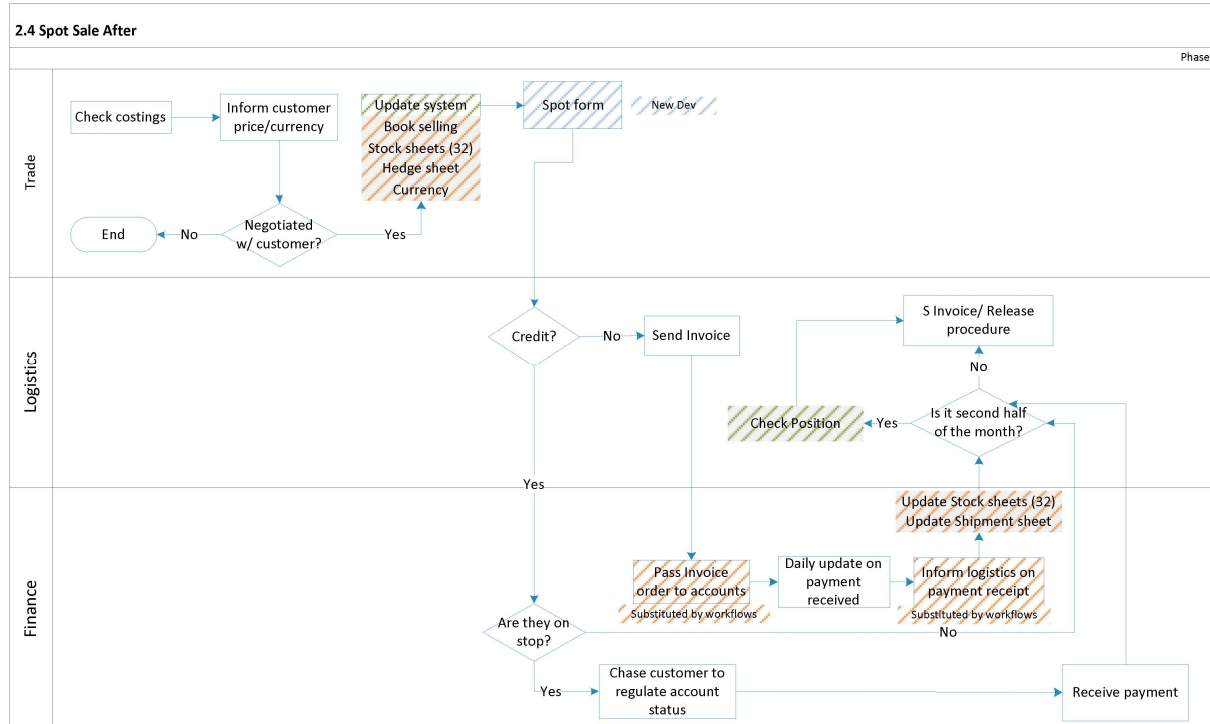 2.4 Spot Sale After
Phase
Trade
Check costings
Inform customer
price/currency
Update system
Book selling
Stock sheets (32)
Hedge sheet
Currency
Spot form
New Dev
End
No
Negotiated
w/ customer?
Yes
Logistics
Credit?
No
Send Invoice
S Invoice/ Release
procedure
No
Check Position
Yes
Is it second half
of the month?
Yes
Finance
Update Stock sheets (32)
Update Shipment sheet
Pass Invoice
order to accounts
Substituted by workflows
Daily update on
payment
received
Inform logistics on
payment receipt
Substituted by workflows
Are they on
stop?
No
Yes
Chase customer to
regulate account
status
Receive payment